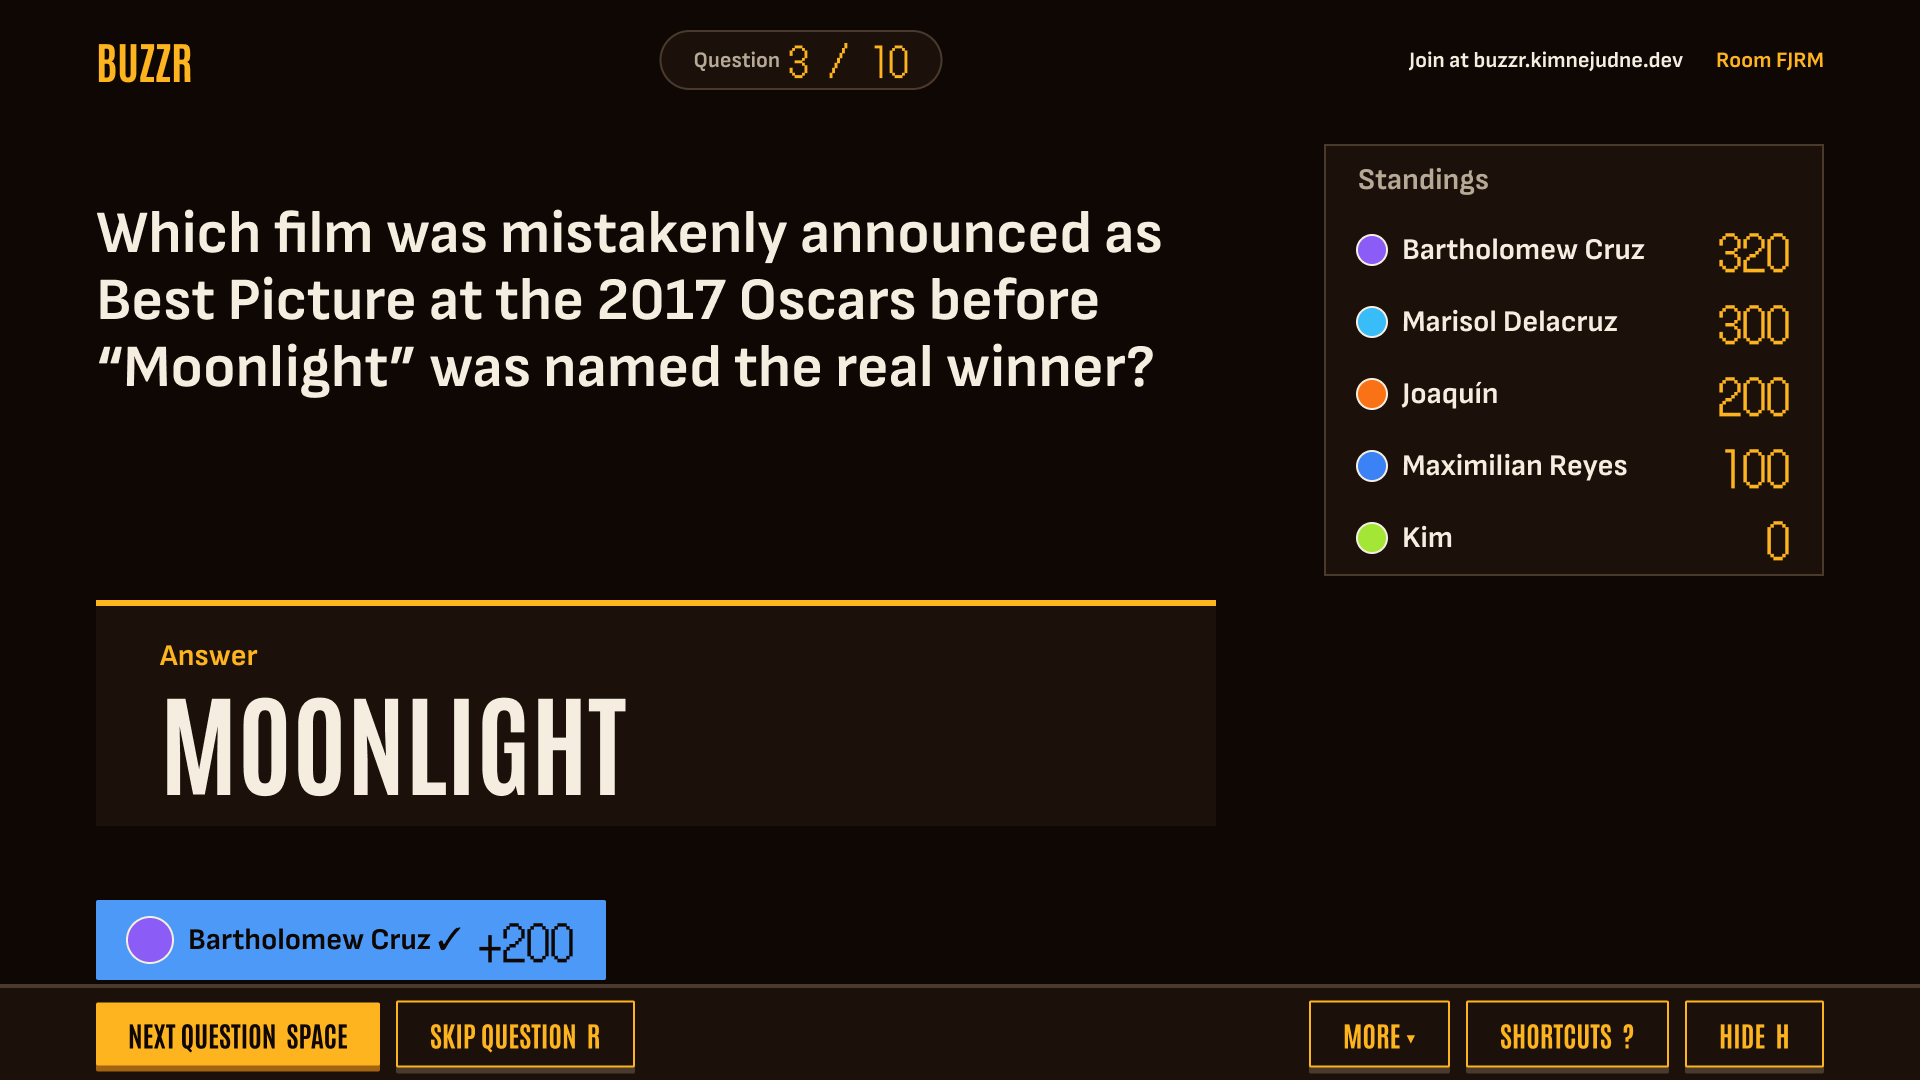 BUZZR
Question 3 / 10
Join at buzzr.kimnejudne.dev Room FJRM
Which film was mistakenly announced as
Best Picture at the 2017 Oscars before
“Moonlight” was named the real winner?
Standings
Bartholomew Cruz 320
Marisol Delacruz 300
Joaquín 200
Maximilian Reyes 100
Kim 0
Answer
MOONLIGHT
Bartholomew Cruz ✓ +200
NEXT QUESTION SPACE
SKIP QUESTION R
MORE ▾
SHORTCUTS ?
HIDE H